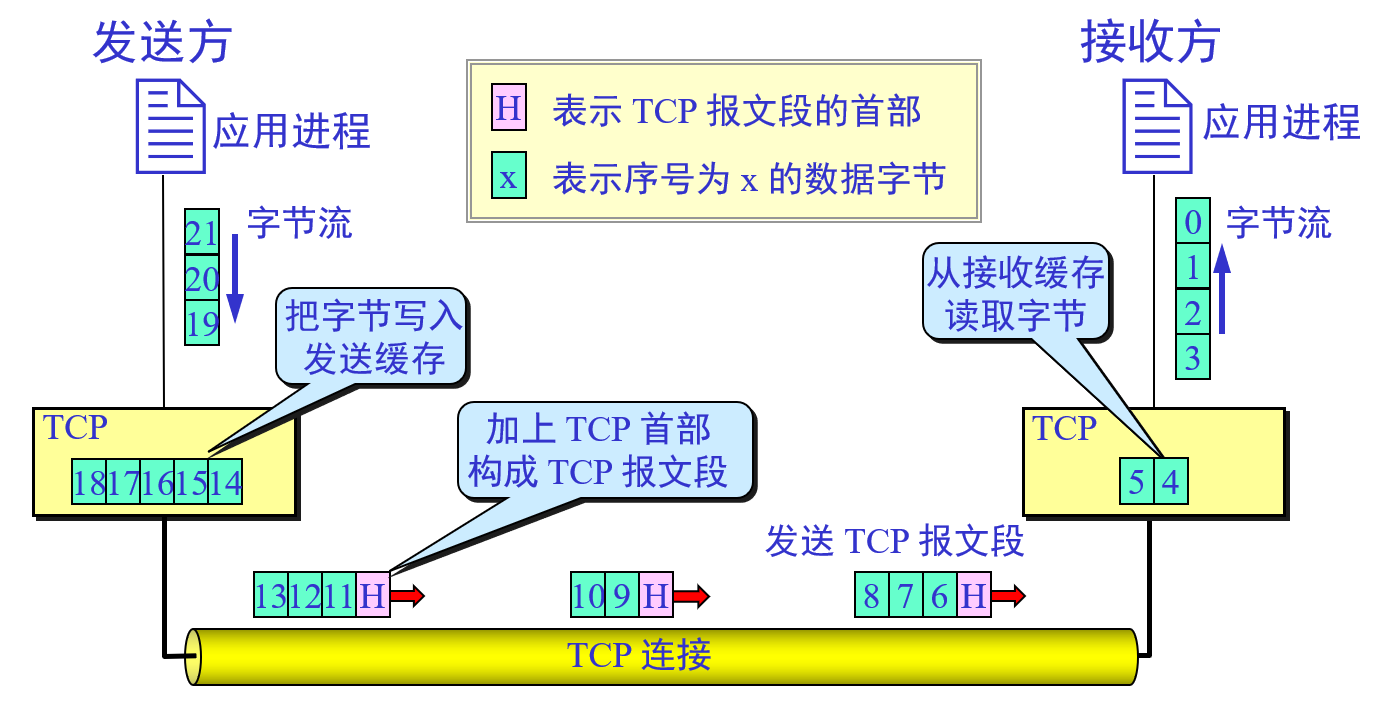 发送方
接收方
应用进程
应用进程
H 表示 TCP 报文段的首部
x 表示序号为 x 的数据字节
21
20
19
字节流
0
1
2
3
字节流
把字节写入
发送缓存
从接收缓存
读取字节
TCP
18 17 16 15 14
TCP
5 4
加上 TCP 首部
构成 TCP 报文段
发送 TCP 报文段
13 12 11 H
10 9 H
8 7 6 H
TCP 连接